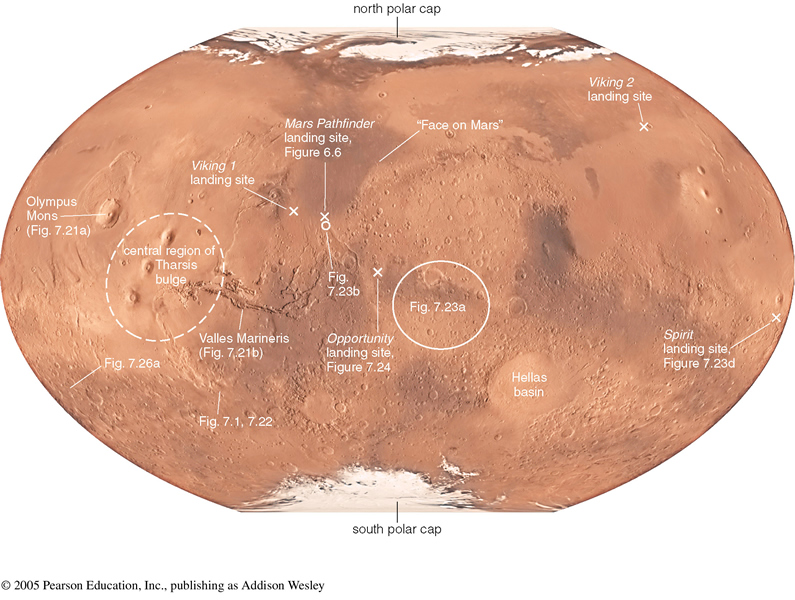 north polar cap
Viking 2
landing site
Mars Pathfinder
landing site,
Figure 6.6
“Face on Mars”
Viking 1
landing site
Olympus
Mons
(Fig. 7.21a)
central region of
Tharsis
bulge
Fig.
7.23b
Fig. 7.23a
Valles Marineris
(Fig. 7.21b)
Opportunity
landing site,
Figure 7.24
Spirit
landing site,
Figure 7.23d
Fig. 7.26a
Hellas
basin
Fig. 7.1, 7.22
south polar cap
© 2005 Pearson Education, Inc., publishing as Addison Wesley